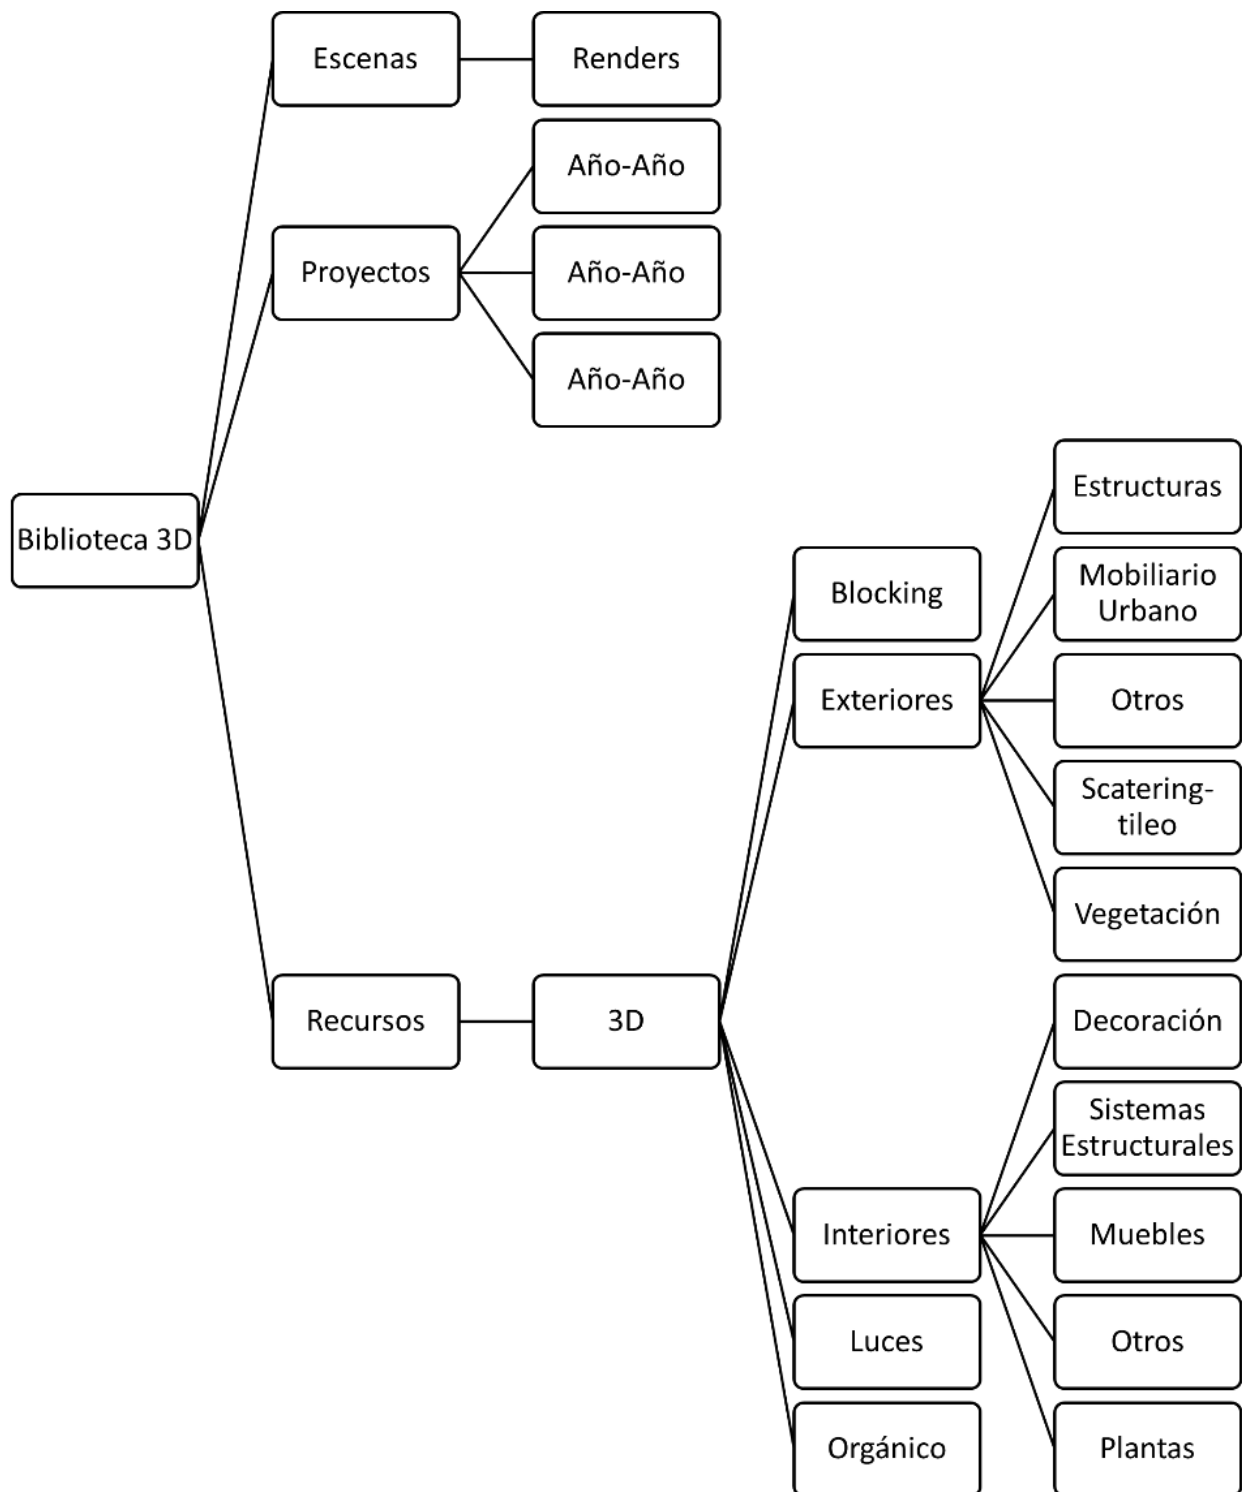 Escenas
Renders
Año-Año
Proyectos
Año-Año
Año-Año
Biblioteca 3D
Estructuras
Blocking
Mobiliario
Urbano
Exteriores
Otros
Scatering-
tileo
Vegetación
Recursos
3D
Decoración
Sistemas
Estructurales
Interiores
Muebles
Luces
Otros
Orgánico
Plantas